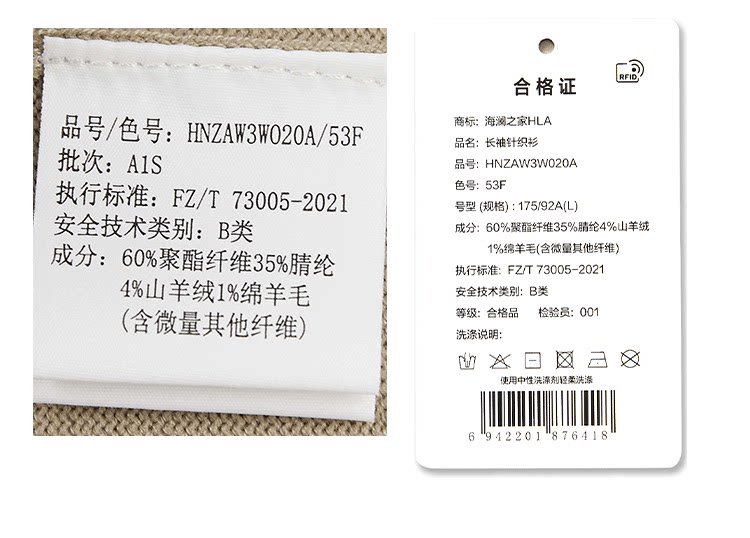 品号/色号: HNZAW3W020A/53F
批次: A1S
执行标准: FZ/T 73005-2021
安全技术类别: B类
成分: 60%聚酯纤维35%腈纶
4%山羊绒1%绵羊毛
(含微量其他纤维)
RFID
合格证
商标: 海澜之家HLA
品名: 长袖针织衫
品号: HNZAW3W020A
色号: 53F
号型(规格): 175/92A(L)
成分: 60%聚酯纤维35%腈纶4%山羊绒
1%绵羊毛(含微量其他纤维)
执行标准: FZ/T 73005-2021
安全技术类别: B类
等级: 合格品 检验员: 001
洗涤说明:
使用中性洗涤剂轻柔洗涤
6 942201 876418